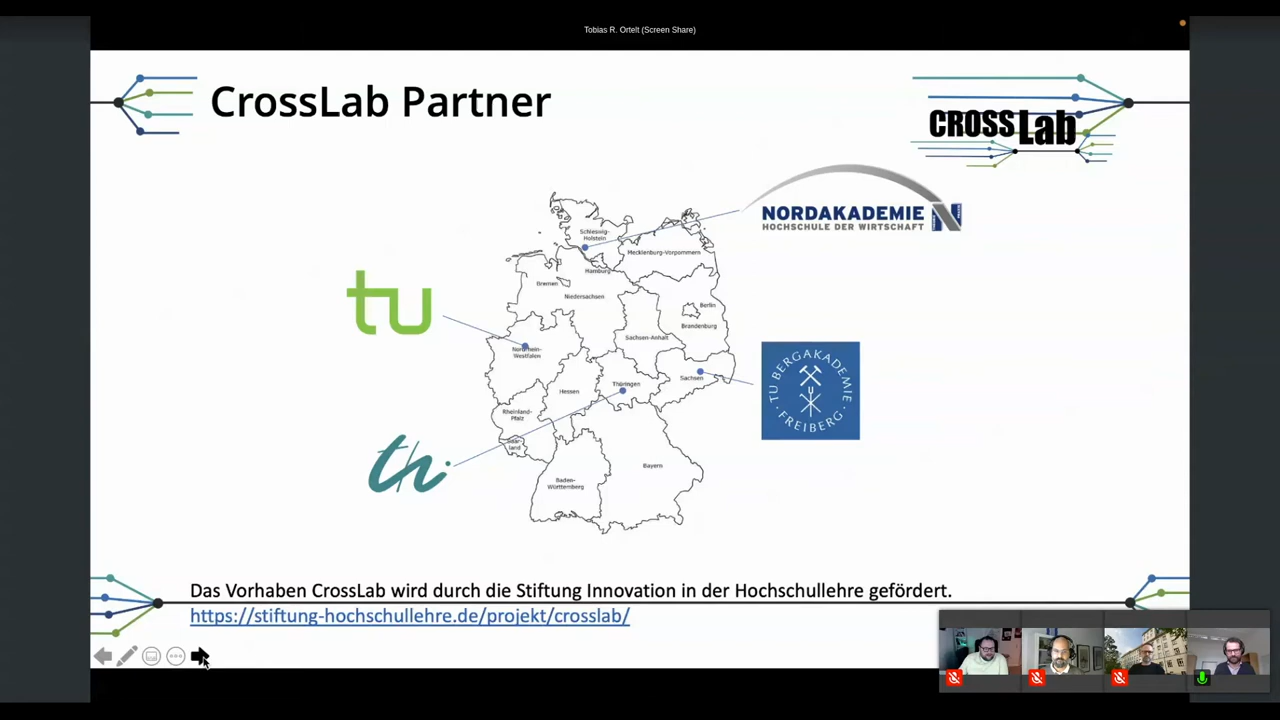 Tobias R. Ortelt (Screen Share)
CrossLab Partner
CROSSLab
NORDAKADEMIE
HOCHSCHULE DER WIRTSCHAFT
Schleswig-
Holstein
Mecklenburg-Vorpommern
Hamburg
Bremen
Niedersachsen
Berlin
Brandenburg
tu
Sachsen-Anhalt
Nordrhein-
Westfalen
Sachsen
Thüringen
Hessen
TU BERGAKADEMIE
· FREIBERG ·
Rheinland-
Pfalz
Saar-
land
th
Bayern
Baden-
Württemberg
Das Vorhaben CrossLab wird durch die Stiftung Innovation in der Hochschullehre gefördert.
https://stiftung-hochschullehre.de/projekt/crosslab/